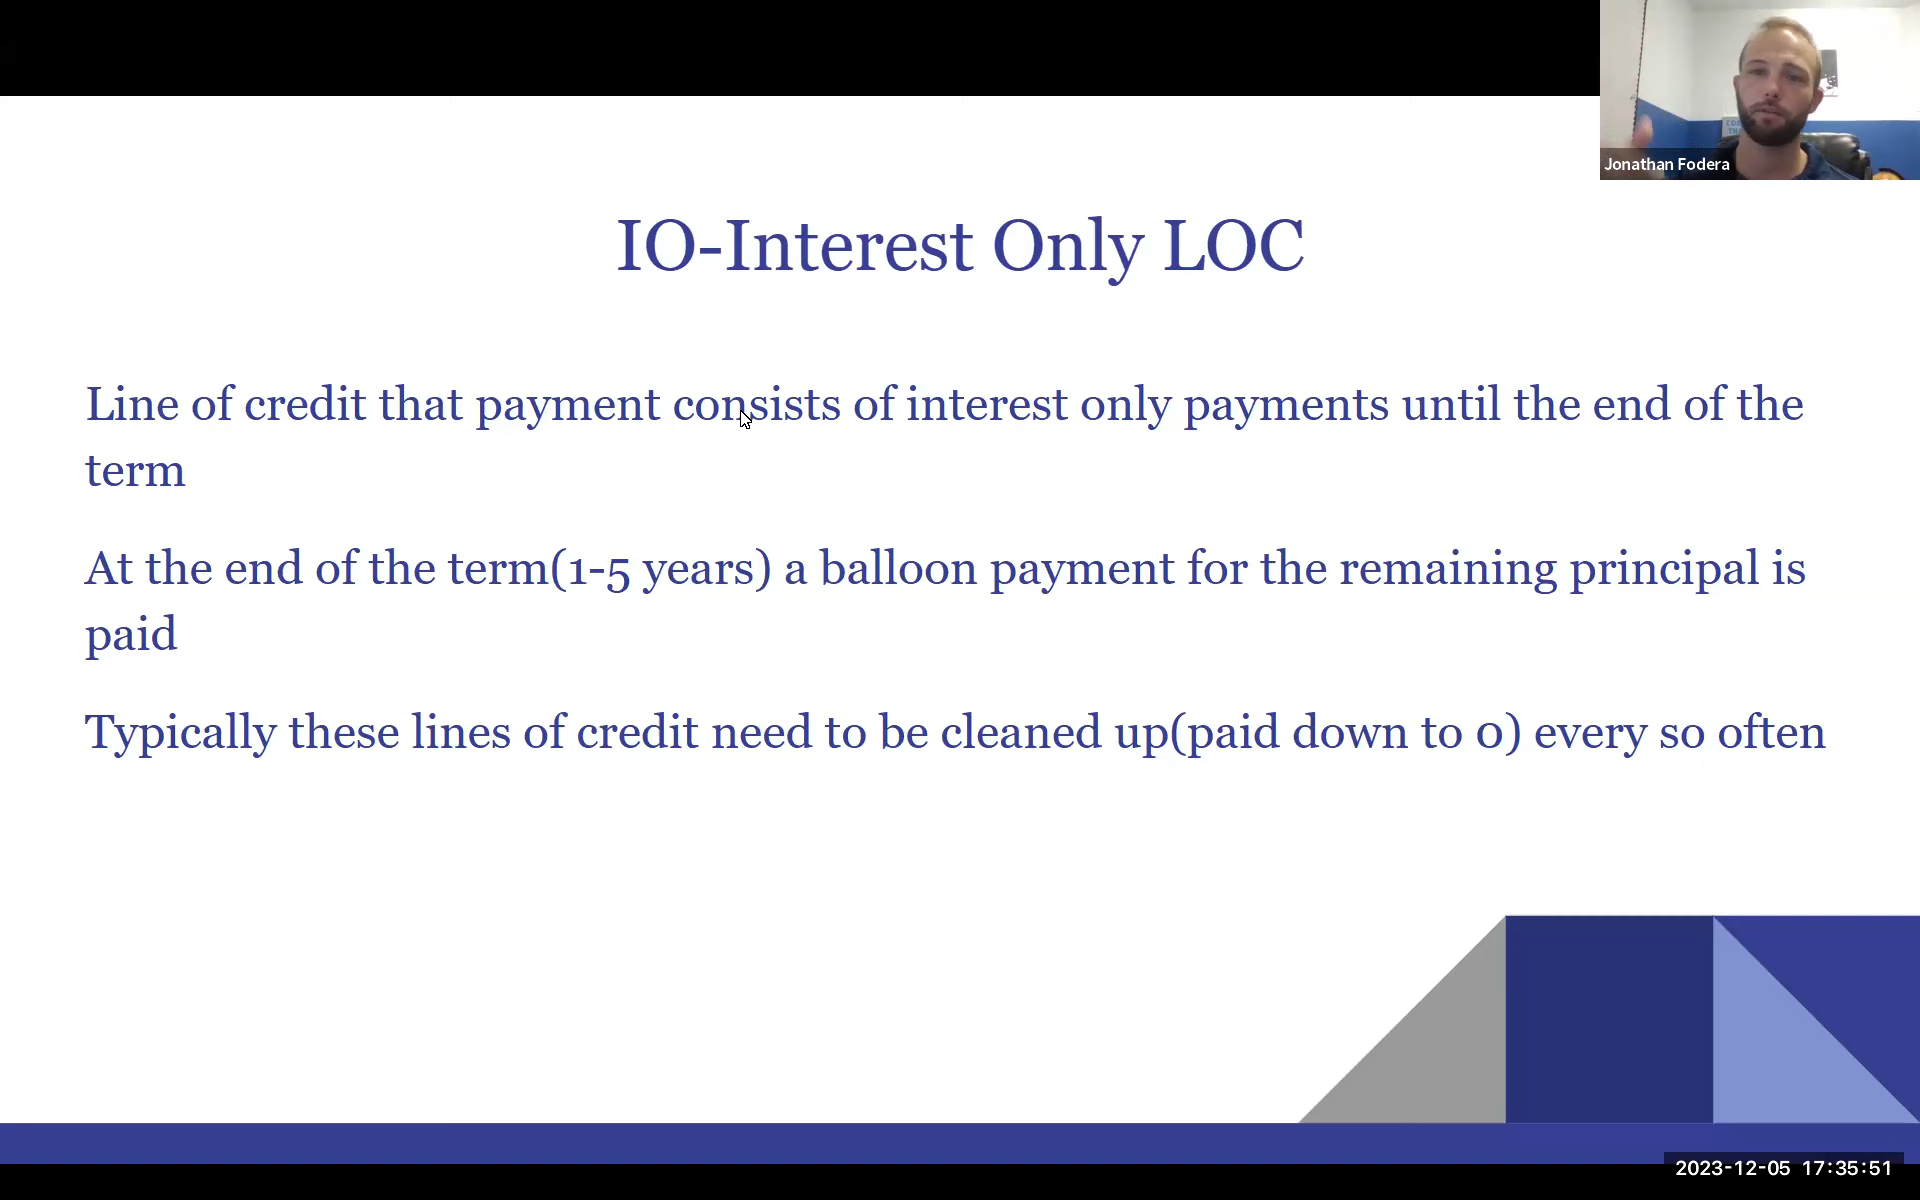 Jonathan Fodera
IO-Interest Only LOC
Line of credit that payment consists of interest only payments until the end of the
term
At the end of the term(1-5 years) a balloon payment for the remaining principal is
paid
Typically these lines of credit need to be cleaned up(paid down to 0) every so often
2023-12-05 17:35:51